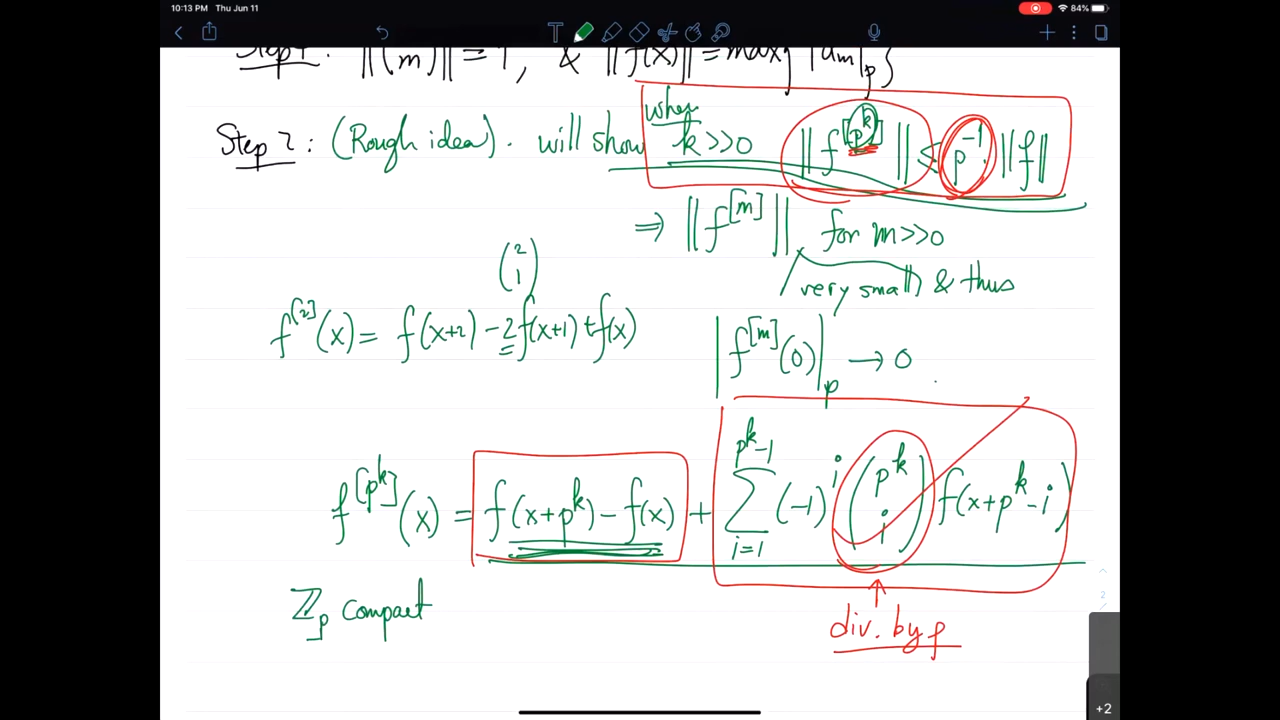 10:13 PM Thu Jun 11
84%
Step 1: ‖(m)‖ = 1, & ‖f(x)‖ = max{|a_m|_p}
Step 2: (Rough idea). will show when k >> 0 ‖f^[p^k]‖ ≤ p^-1 · ‖f‖
⇒ ‖f^[m]‖ for m >> 0
very small & thus
(2 1)
f^[2](x) = f(x+2) - 2f(x+1) + f(x)
|f^[m](0)|_p → 0
f^[p^k](x) = f(x+p^k) - f(x) + ∑_{i=1}^{p^k-1} (-1)^i (p^k i) f(x+p^k-i)
ℤ_p compact
div. by p
2
+2